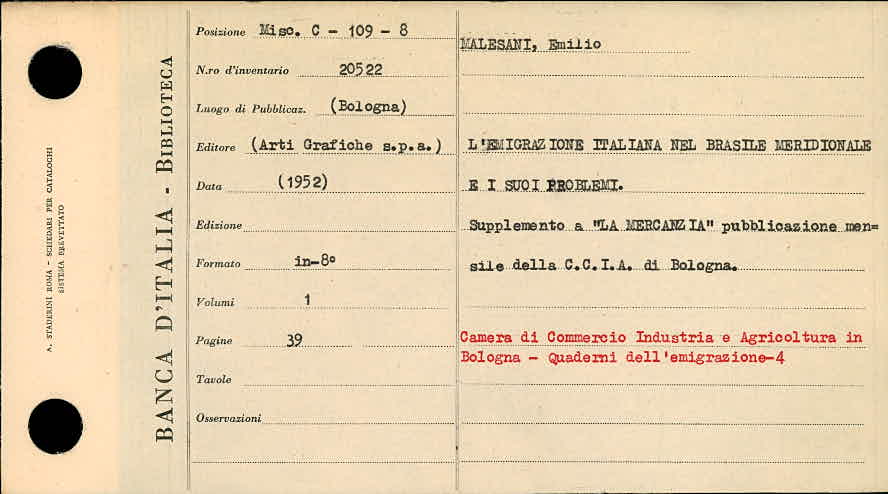 A. STADERINI ROMA - SCHEDARI PER CATALOGHI
SISTEMA BREVETTATO
BANCA D'ITALIA - BIBLIOTECA
Posizione Misc. C - 109 - 8
N.ro d'inventario 20522
Luogo di Pubblicaz. (Bologna)
Editore (Arti Grafiche s.p.a.)
Data (1952)
Edizione
Formato in-8°
Volumi 1
Pagine 39
Tavole
Osservazioni
MALESANI, Emilio
L'EMIGRAZIONE ITALIANA NEL BRASILE MERIDIONALE
E I SUOI PROBLEMI.
Supplemento a "LA MERCANZIA" pubblicazione men=
sile della C.C.I.A. di Bologna.
Camera di Commercio Industria e Agricoltura in
Bologna - Quaderni dell'emigrazione-4